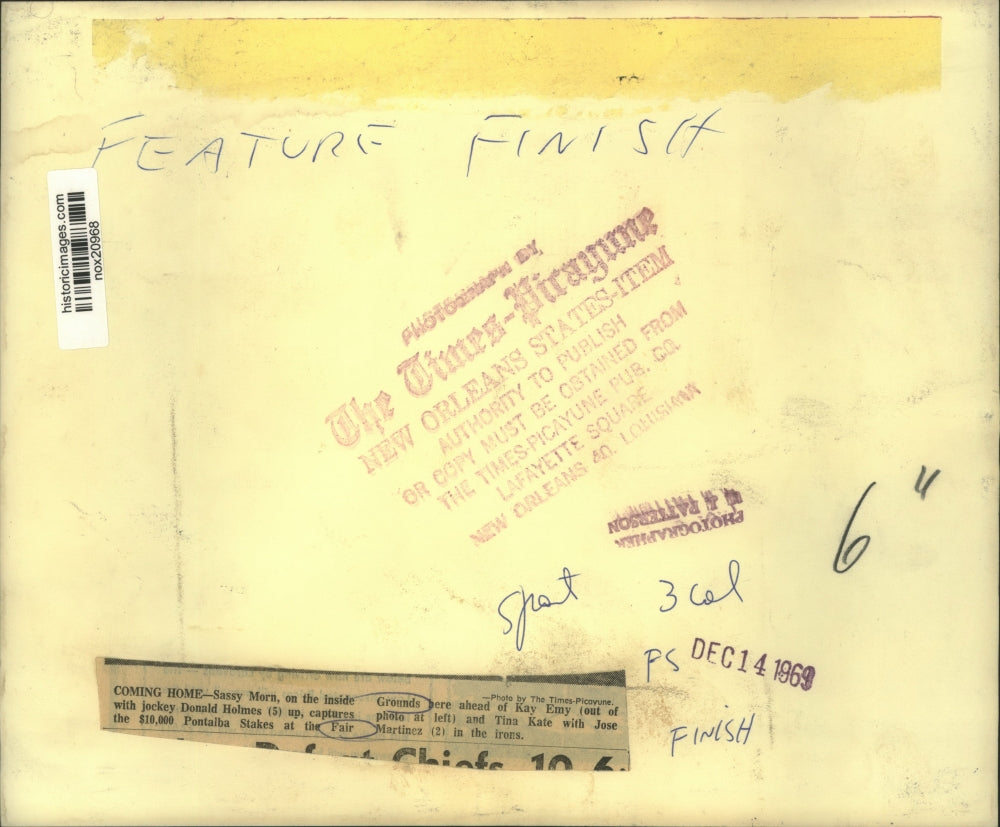 FEATURE FINISH
historicimages.com
nox20968
PHOTOGRAPH BY
The Times-Picayune
NEW ORLEANS STATES-ITEM
AUTHORITY TO PUBLISH
OR COPY MUST BE OBTAINED FROM
THE TIMES-PICAYUNE PUB. CO.
LAFAYETTE SQUARE
NEW ORLEANS 40. LOUISIANA
PHOTOGRAPHER
PATTERSON
6"
Sport 3 col
PS DEC 14 1969
FINISH
COMING HOME—Sassy Morn, on the inside
with jockey Donald Holmes (5) up, captures
the $10,000 Pontalba Stakes at the Fair
—Photo by The Times-Picayune.
Grounds here ahead of Kay Emy (out of
photo at left) and Tina Kate with Jose
Martinez (2) in the irons.
Chiefs, 10-6;